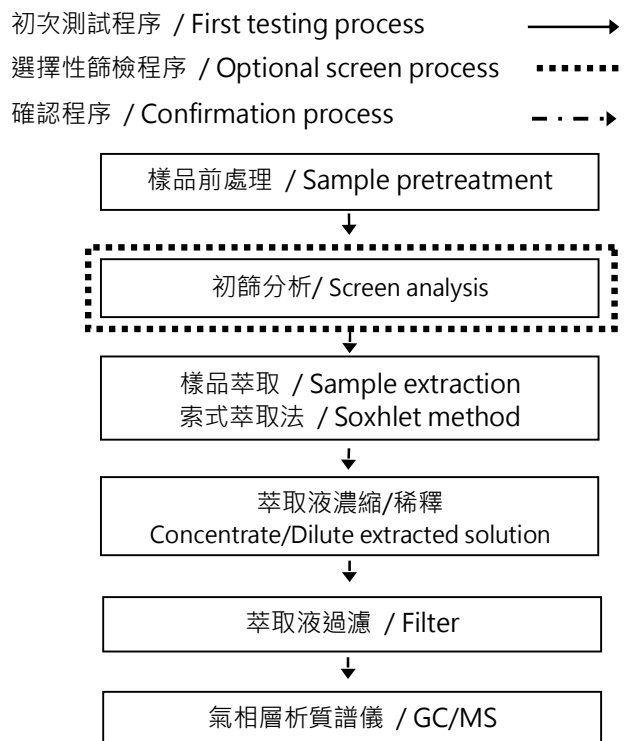 初次測試程序 / First testing process
選擇性篩檢程序 / Optional screen process
確認程序 / Confirmation process
樣品前處理 / Sample pretreatment
初篩分析/ Screen analysis
樣品萃取 / Sample extraction
索式萃取法 / Soxhlet method
萃取液濃縮/稀釋
Concentrate/Dilute extracted solution
萃取液過濾 / Filter
氣相層析質譜儀 / GC/MS